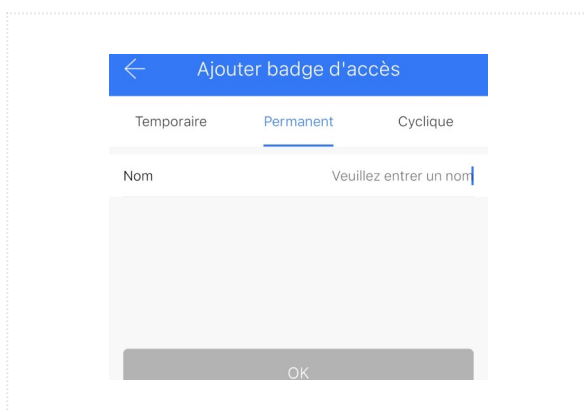 Ajouter badge d'accès
Temporaire Permanent Cyclique
Nom Veuillez entrer un nom
OK